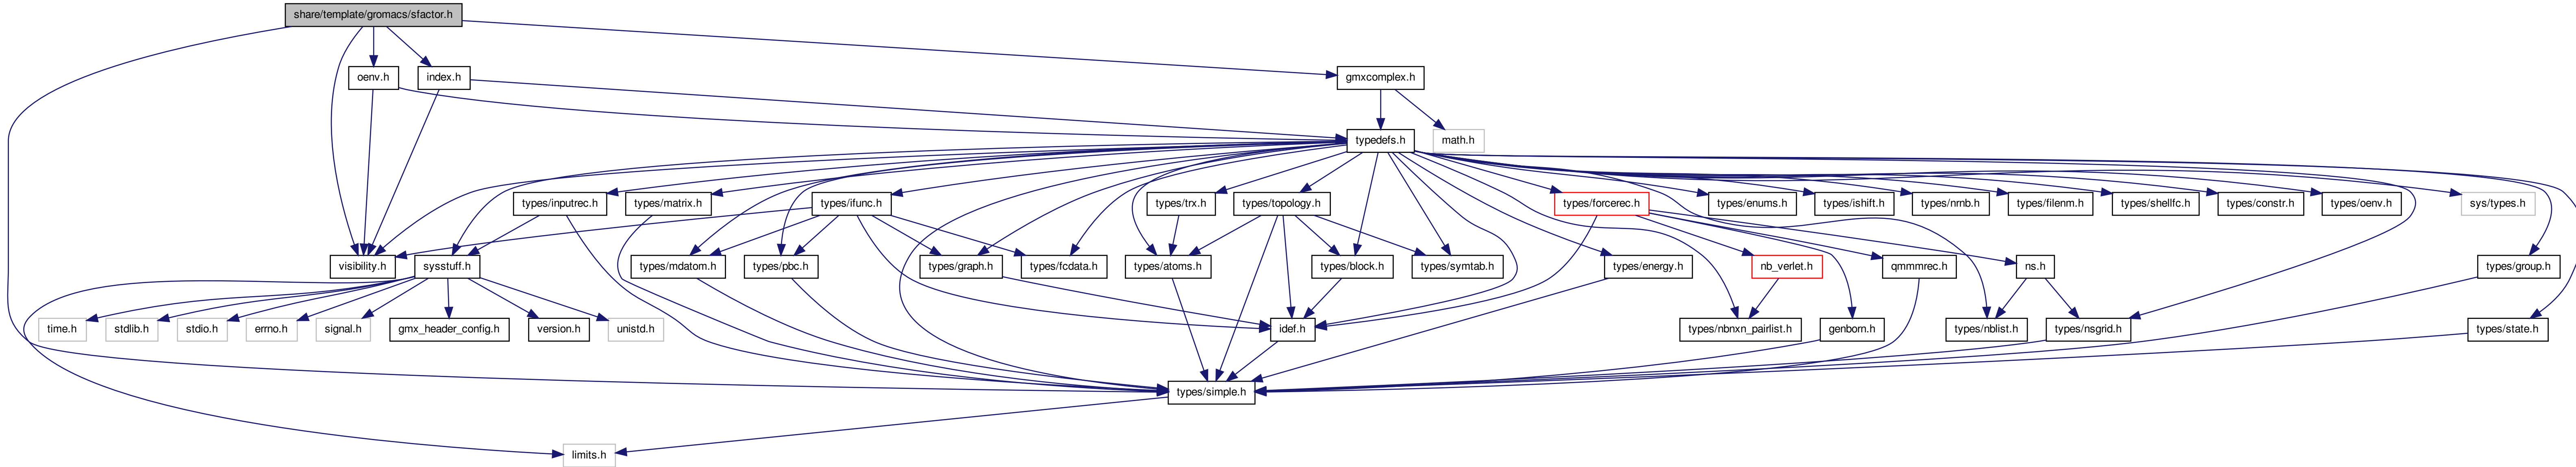 share/template/gromacs/sfactor.h
oenv.h
index.h
gmxcomplex.h
typedefs.h
math.h
types/inputrec.h
types/matrix.h
types/ifunc.h
types/trx.h
types/topology.h
types/forcerec.h
types/enums.h
types/ishift.h
types/nrnb.h
types/filenm.h
types/shellfc.h
types/constr.h
types/oenv.h
sys/types.h
visibility.h
sysstuff.h
types/mdatom.h
types/pbc.h
types/graph.h
types/fcdata.h
types/atoms.h
types/block.h
types/symtab.h
types/energy.h
nb_verlet.h
qmmmrec.h
ns.h
types/group.h
time.h
stdlib.h
stdio.h
errno.h
signal.h
gmx_header_config.h
version.h
unistd.h
idef.h
types/nbnxn_pairlist.h
genborn.h
types/nblist.h
types/nsgrid.h
types/state.h
types/simple.h
limits.h